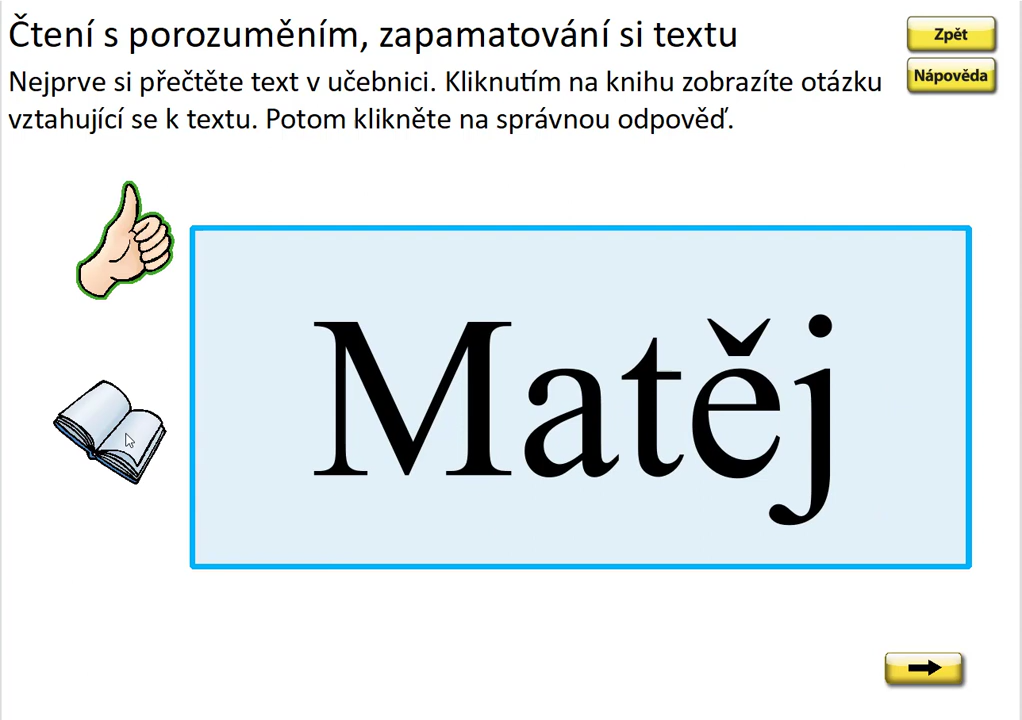 Čtení s porozuměním, zapamatování si textu
Zpět
Nejprve si přečtěte text v učebnici. Kliknutím na knihu zobrazíte otázku
Nápověda
vztahující se k textu. Potom klikněte na správnou odpověď.
Matěj